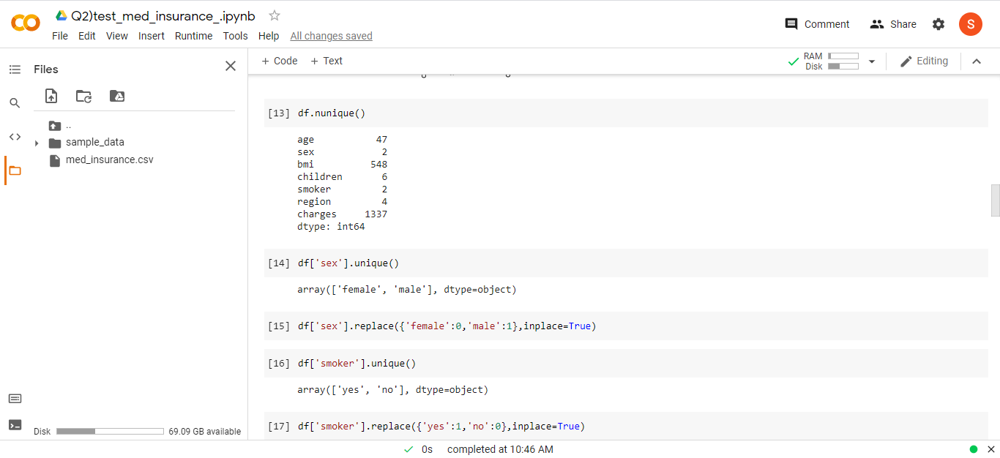 Q2)test_med_insurance_.ipynb
File Edit View Insert Runtime Tools Help All changes saved
Comment Share S
Files
+ Code + Text
RAM
Disk
Editing
..
sample_data
med_insurance.csv
[13] df.nunique()
age 47
sex 2
bmi 548
children 6
smoker 2
region 4
charges 1337
dtype: int64
[14] df['sex'].unique()
array(['female', 'male'], dtype=object)
[15] df['sex'].replace({'female':0,'male':1},inplace=True)
[16] df['smoker'].unique()
array(['yes', 'no'], dtype=object)
[17] df['smoker'].replace({'yes':1,'no':0},inplace=True)
Disk 69.09 GB available
0s completed at 10:46 AM